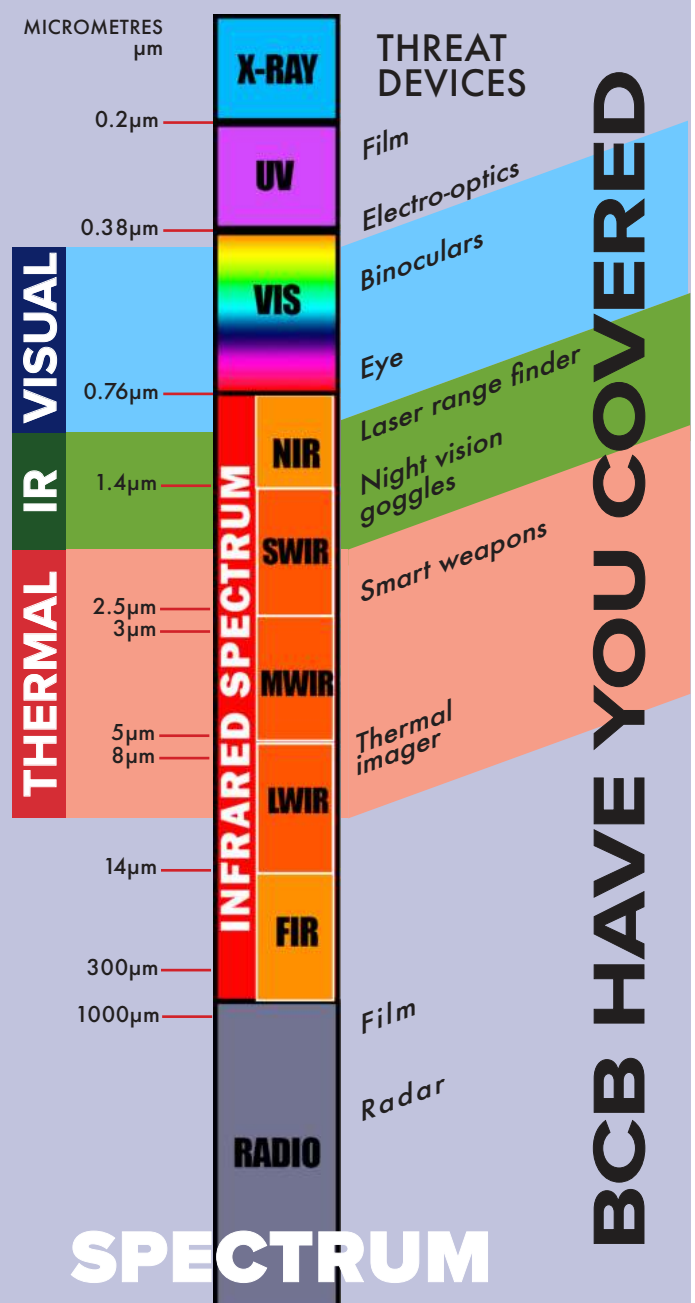 MICROMETRES
µm
0.2µm
0.38µm
0.76µm
1.4µm
2.5µm
3µm
5µm
8µm
14µm
300µm
1000µm
VISUAL
IR
THERMAL
X-RAY
UV
VIS
INFRARED SPECTRUM
NIR
SWIR
MWIR
LWIR
FIR
RADIO
THREAT
DEVICES
Film
Electro-optics
Binoculars
Eye
Laser range finder
Night vision
goggles
Smart weapons
Thermal
imager
Film
Radar
BCB HAVE YOU COVERED
SPECTRUM